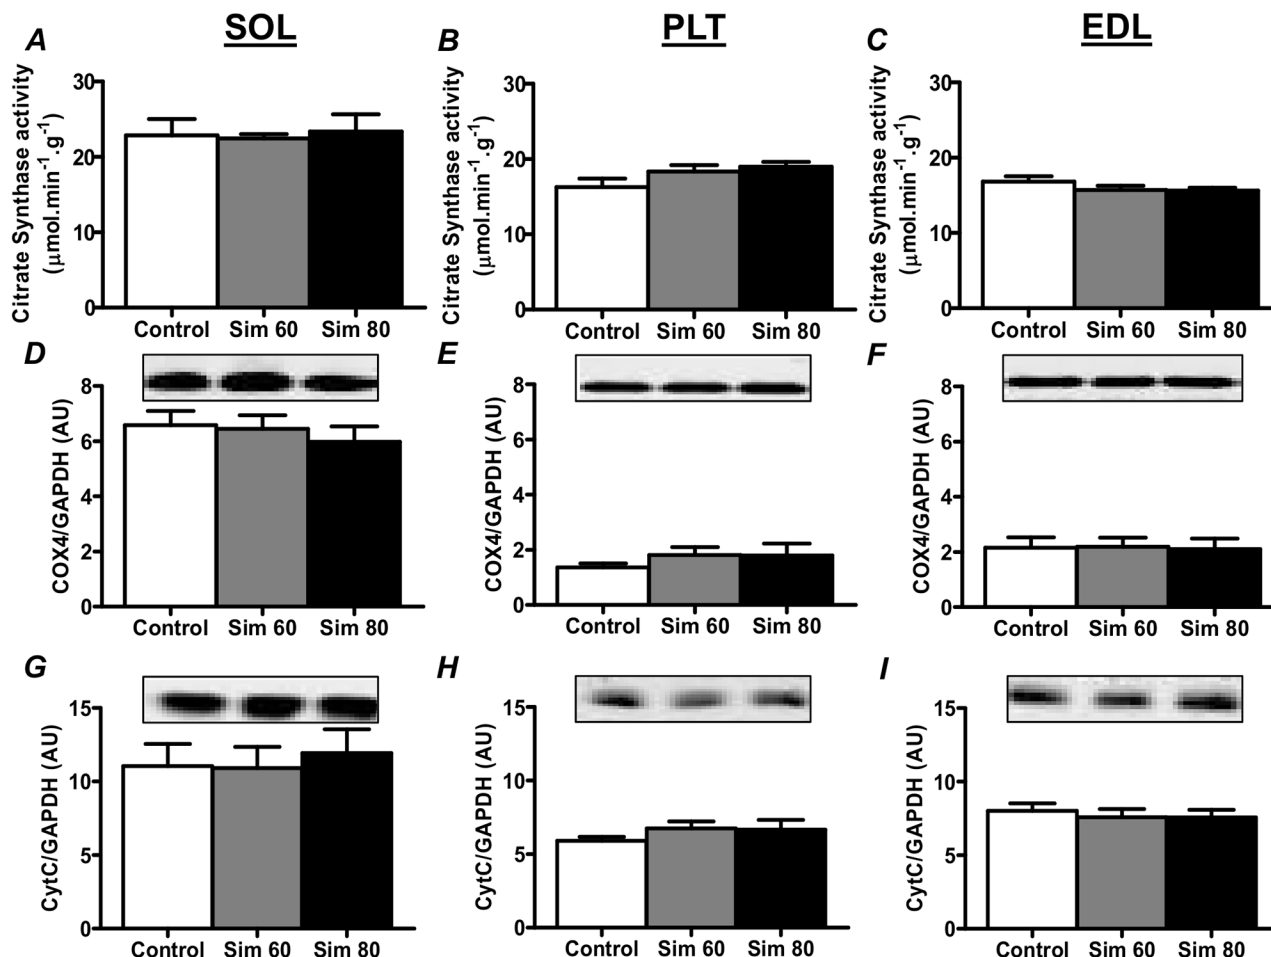 SOL
PLT
EDL
A
Citrate Synthase activity
(μmol.min⁻¹.g⁻¹)
30
20
10
0
Control Sim 60 Sim 80
B
Citrate Synthase activity
(μmol.min⁻¹.g⁻¹)
30
20
10
0
Control Sim 60 Sim 80
C
Citrate Synthase activity
(μmol.min⁻¹.g⁻¹)
30
20
10
0
Control Sim 60 Sim 80
D
COX4/GAPDH (AU)
8
6
4
2
0
Control Sim 60 Sim 80
E
COX4/GAPDH (AU)
8
6
4
2
0
Control Sim 60 Sim 80
F
COX4/GAPDH (AU)
8
6
4
2
0
Control Sim 60 Sim 80
G
CytC/GAPDH (AU)
15
10
5
0
Control Sim 60 Sim 80
H
CytC/GAPDH (AU)
15
10
5
0
Control Sim 60 Sim 80
I
CytC/GAPDH (AU)
15
10
5
0
Control Sim 60 Sim 80